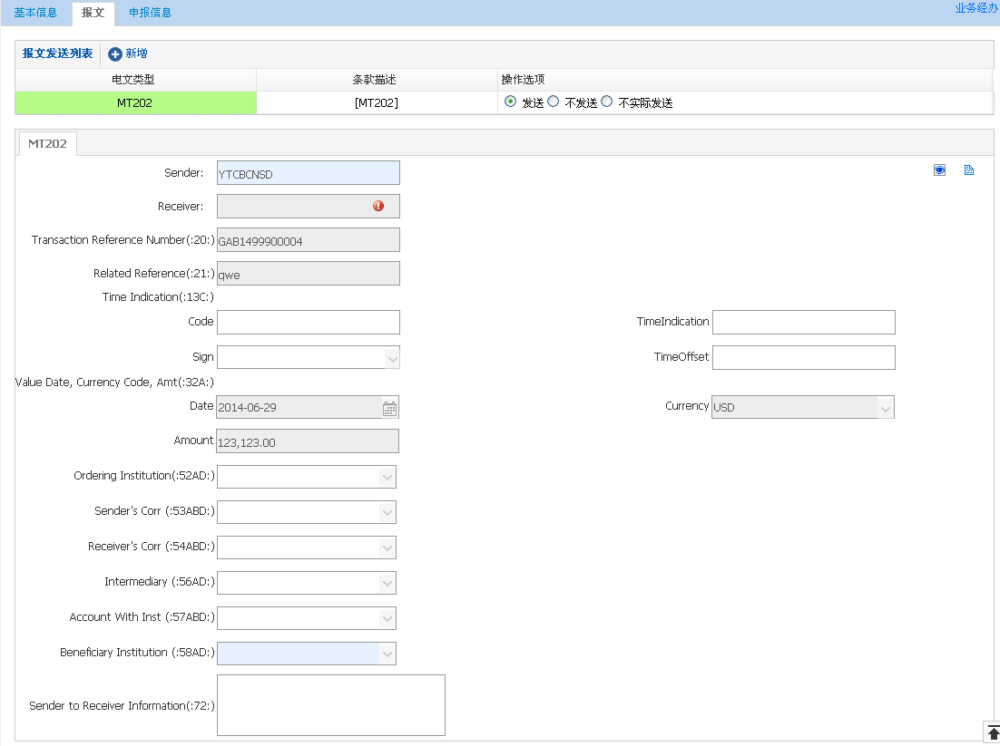 基本信息 报文 申报信息 业务经办
报文发送列表 新增
电文类型 条款描述 操作选项
MT202 [MT202] 发送 不发送 不实际发送
MT202
Sender: YTCBCNSD
Receiver:
Transaction Reference Number(:20:) GAB1499900004
Related Reference(:21:) qwe
Time Indication(:13C:)
Code TimeIndication
Sign TimeOffset
Value Date, Currency Code, Amt(:32A:)
Date 2014-06-29 Currency USD
Amount 123,123.00
Ordering Institution(:52AD:)
Sender's Corr (:53ABD:)
Receiver's Corr (:54ABD:)
Intermediary (:56AD:)
Account With Inst (:57ABD:)
Beneficiary Institution (:58AD:)
Sender to Receiver Information(:72:)